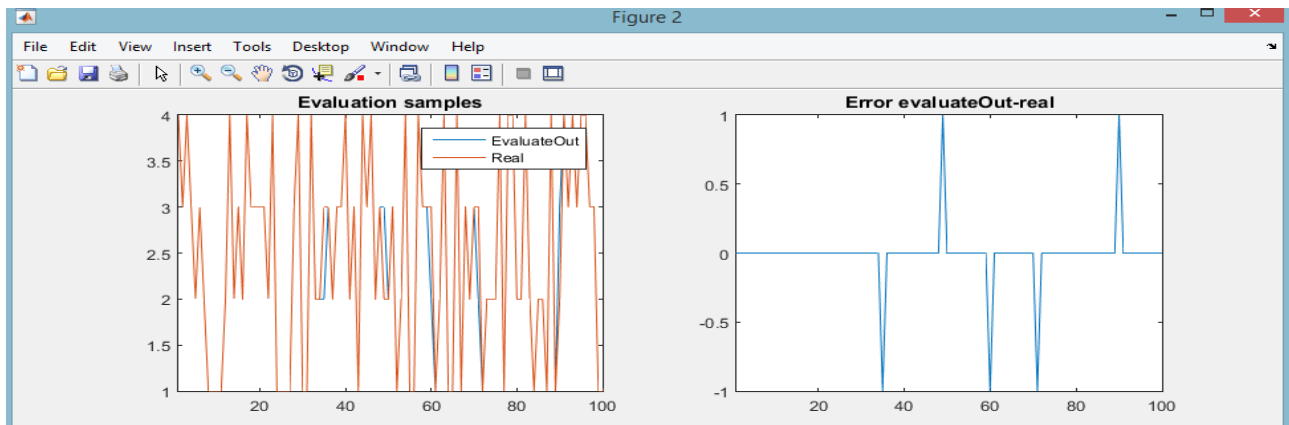 Figure 2
File Edit View Insert Tools Desktop Window Help
Evaluation samples
4
3.5
3
2.5
2
1.5
1
20 40 60 80 100
EvaluateOut
Real
Error evaluateOut-real
1
0.5
0
-0.5
-1
20 40 60 80 100